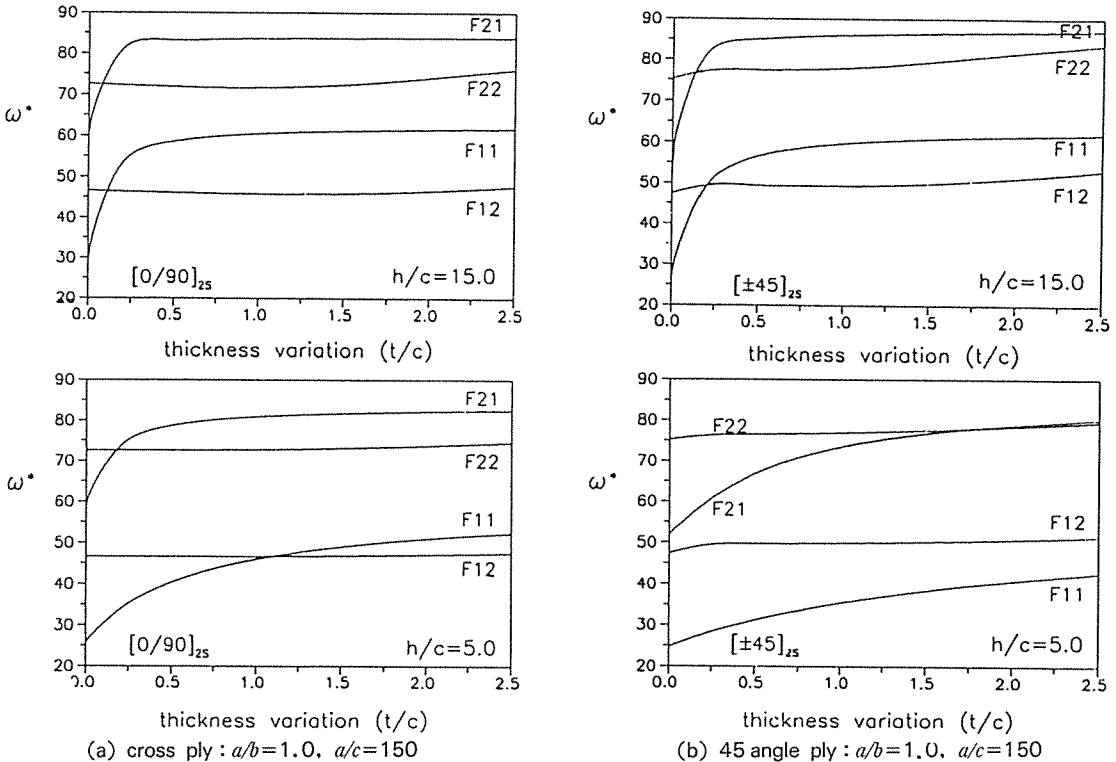 90
80
70
60
50
40
30
20
ω*
F21
F22
F11
F12
[0/90]2S
h/c=15.0
0.0 0.5 1.0 1.5 2.0 2.5
thickness variation (t/c)
90
80
70
60
50
40
30
20
ω*
F21
F22
F11
F12
[±45]2S
h/c=15.0
0.0 0.5 1.0 1.5 2.0 2.5
thickness variation (t/c)
90
80
70
60
50
40
30
20
ω*
F21
F22
F11
F12
[0/90]2S
h/c=5.0
0.0 0.5 1.0 1.5 2.0 2.5
thickness variation (t/c)
(a) cross ply : a/b=1.0, a/c=150
90
80
70
60
50
40
30
20
ω*
F22
F21
F12
F11
[±45]2S
h/c=5.0
0.0 0.5 1.0 1.5 2.0 2.5
thickness variation (t/c)
(b) 45 angle ply : a/b=1.0, a/c=150